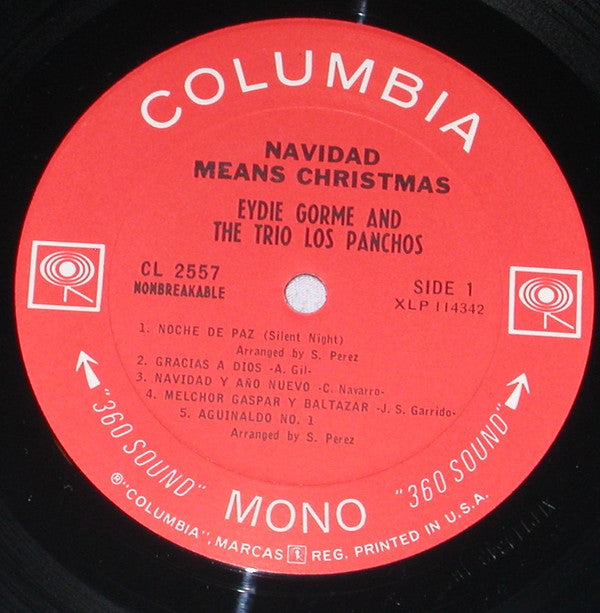 COLUMBIA
NAVIDAD
MEANS CHRISTMAS
EYDIE GORME AND
THE TRIO LOS PANCHOS
CL 2557
NONBREAKABLE
SIDE 1
XLP 114342
1. NOCHE DE PAZ (Silent Night)
Arranged by S. Perez
2. GRACIAS A DIOS -A. Gil-
3. NAVIDAD Y AÑO NUEVO -C. Navarro-
4. MELCHOR GASPAR Y BALTAZAR -J. S. Garrido-
5. AGUINALDO NO. 1
Arranged by S. Perez
"360 SOUND" MONO "360 SOUND"
®"COLUMBIA", MARCAS REG. PRINTED IN U.S.A.